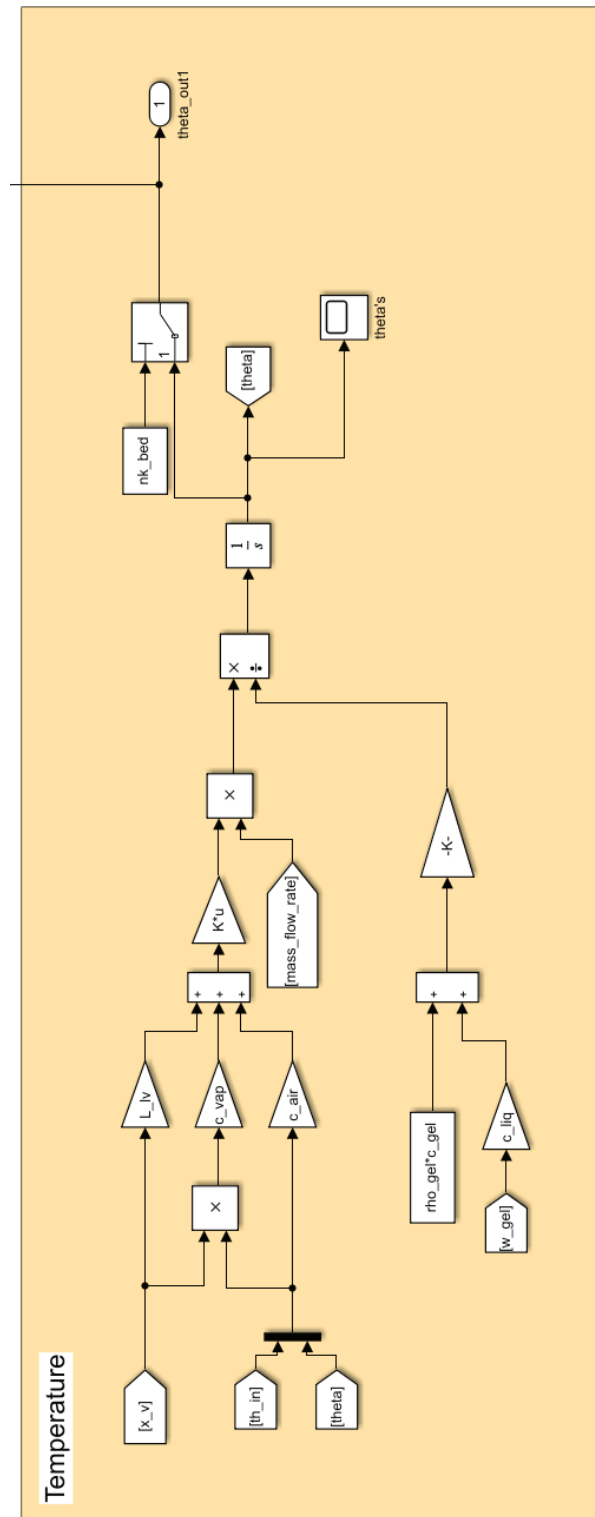 Temperature
[x_v]
[th_in]
[theta]
×
L_lv
c_vap
c_air
+
+
+
K*u
[mass_flow_rate]
×
rho_gel*c_gel
[w_gel]
c_liq
+
+
-K-
×
÷
1
s
nk_bed
1
[theta]
theta's
1
theta_out1